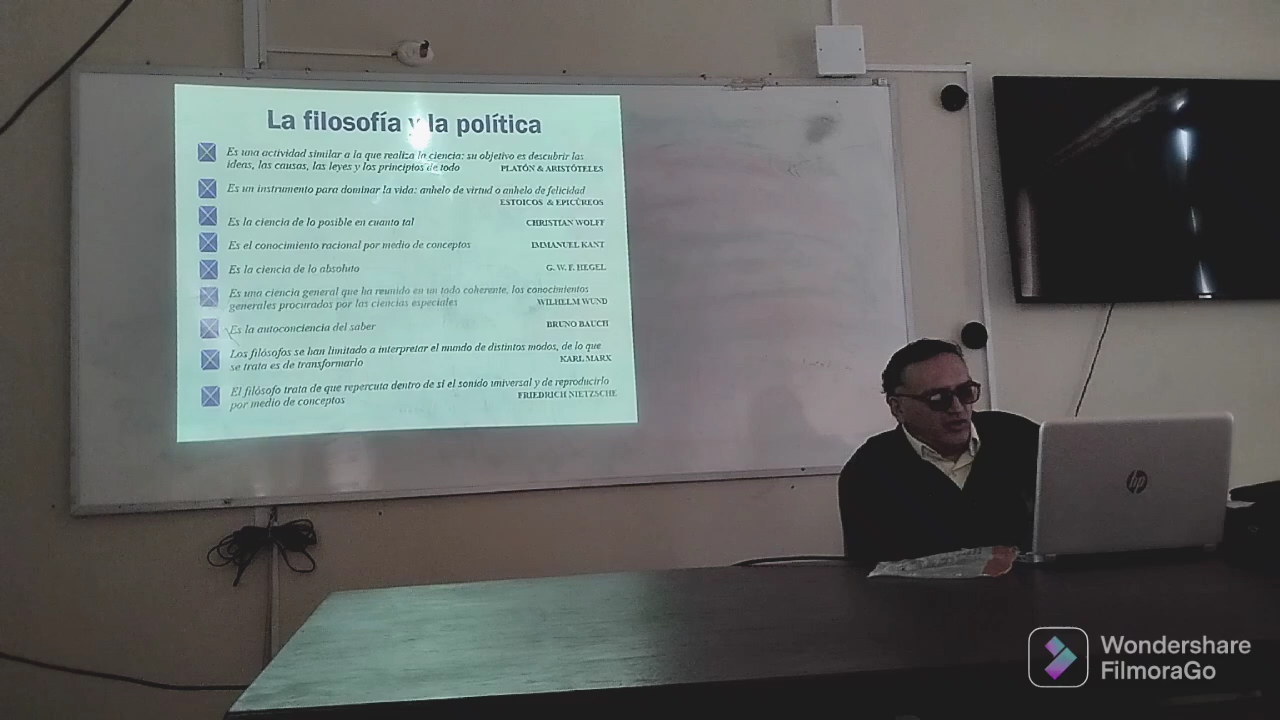 La filosofía y la política
Es una actividad similar a la que realiza la ciencia: su objetivo es descubrir las
ideas, las causas, las leyes y los principios de todo PLATÓN & ARISTÓTELES
Es un instrumento para dominar la vida: anhelo de virtud o anhelo de felicidad
ESTOICOS & EPICÚREOS
Es la ciencia de lo posible en cuanto tal CHRISTIAN WOLFF
Es el conocimiento racional por medio de conceptos IMMANUEL KANT
Es la ciencia de lo absoluto G. W. F. HEGEL
Es una ciencia general que ha reunido en un todo coherente, los conocimientos
generales procurados por las ciencias especiales WILHELM WUND
Es la autoconciencia del saber BRUNO BAUCH
Los filósofos se han limitado a interpretar el mundo de distintos modos, de lo que
se trata es de transformarlo KARL MARX
El filósofo trata de que repercuta dentro de sí el sonido universal y de reproducirlo
por medio de conceptos FRIEDRICH NIETZSCHE
hp
Wondershare
FilmoraGo